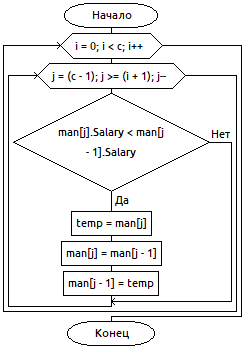 Начало
i = 0; i < c; i++
j = (c - 1); j >= (i + 1); j--
man[j].Salary < man[j
- 1].Salary
Нет
Да
temp = man[j]
man[j] = man[j - 1]
man[j - 1] = temp
Конец